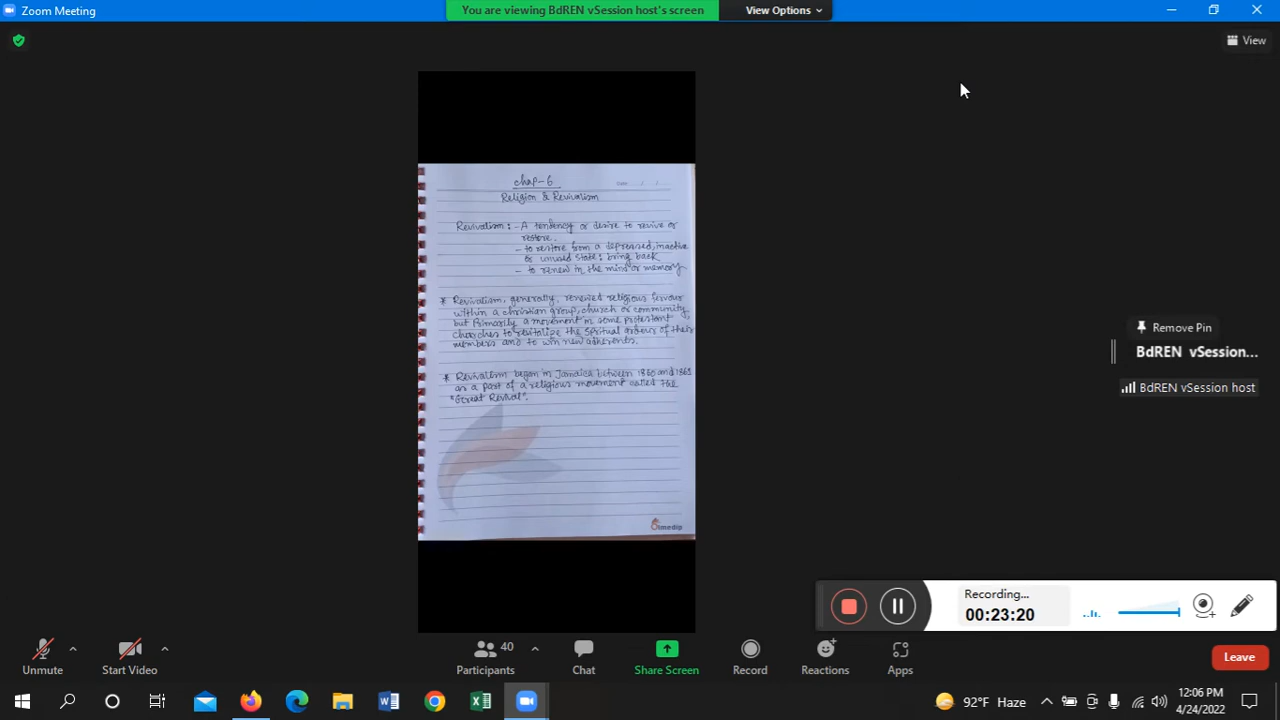 Zoom Meeting
You are viewing BdREN vSession host's screen
View Options
View
chap-6
Date
Religion & Revivalism
Revivalism: - A tendency or desire to revive or
restore.
- to restore from a depressed, inactive
or unused state: bring back
- to renew in the mind or memory
* Revivalism, generally, renewed religious fervour
within a christian group, church or community,
but Primarily a movement in some protestant
churches to revitalize the spritual ardour of their
members and to win new adherents.
* Revivalism began in Jamaica between 1860 and 1861
as a part of a religious movement called
"Great Revival".
Remove Pin
BdREN vSession...
BdREN vSession host
Recording...
00:23:20
Unmute
Start Video
40
Participants
Chat
Share Screen
Record
Reactions
Apps
Leave
92°F Haze
12:06 PM
4/24/2022